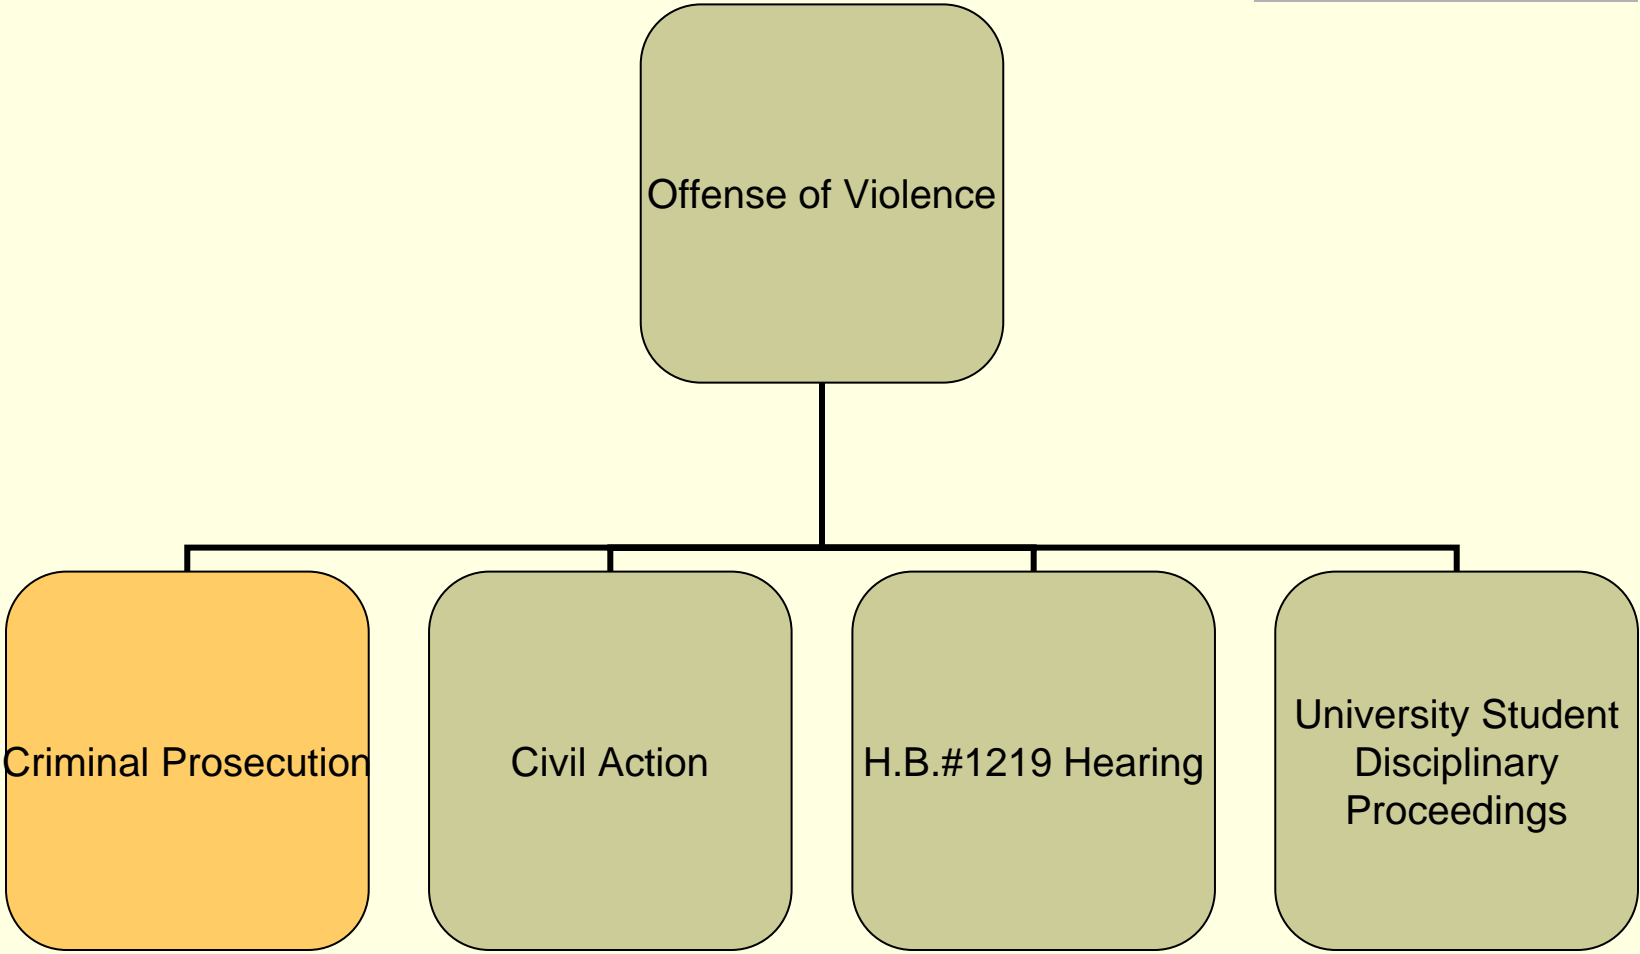 Offense of Violence
Criminal Prosecution
Civil Action
H.B.#1219 Hearing
University Student
Disciplinary
Proceedings